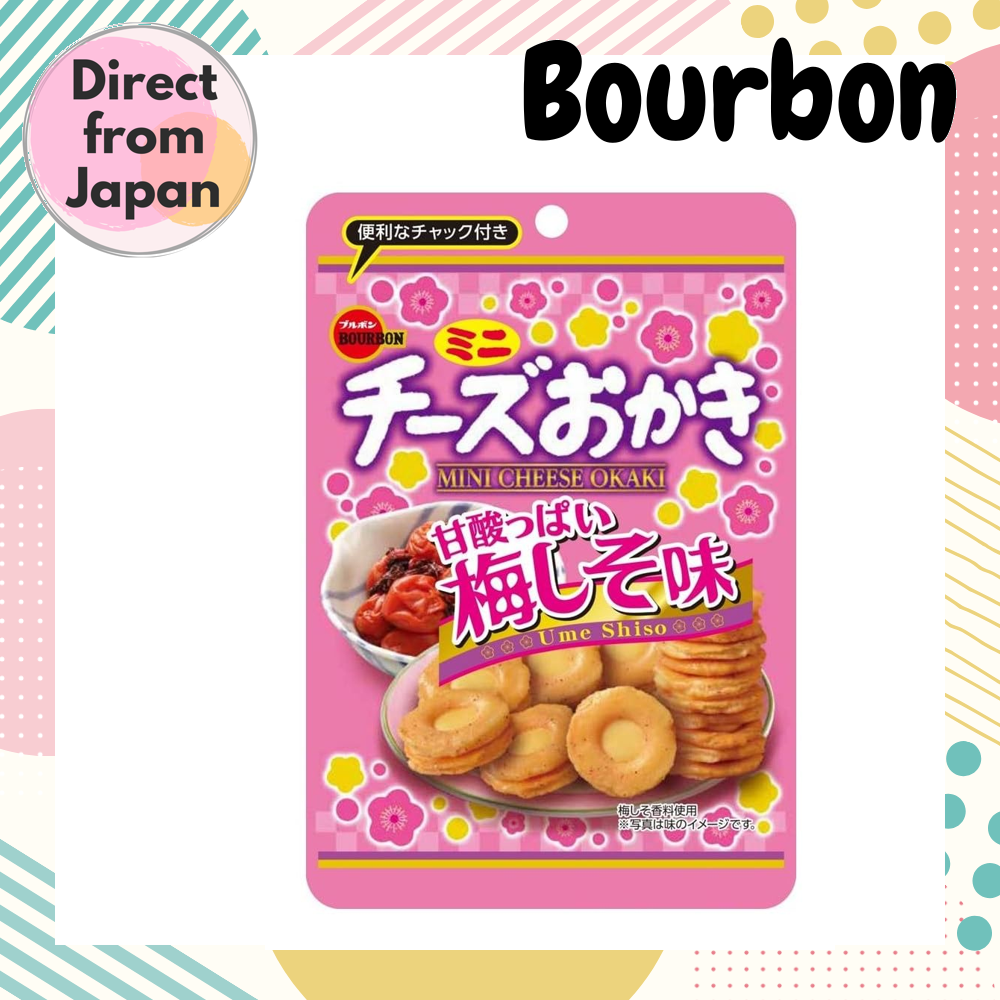 Direct
from
Japan
Bourbon
便利なチャック付き
ブルボン
BOURBON
ミニ
チーズおかき
MINI CHEESE OKAKI
甘酸っぱい
梅しそ味
Ume Shiso
梅しそ香料使用
※写真は味のイメージです。